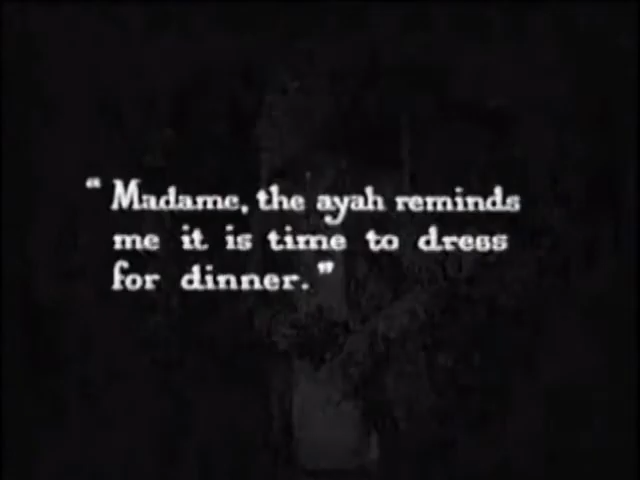 "Madame, the ayah reminds
me it is time to dress
for dinner."